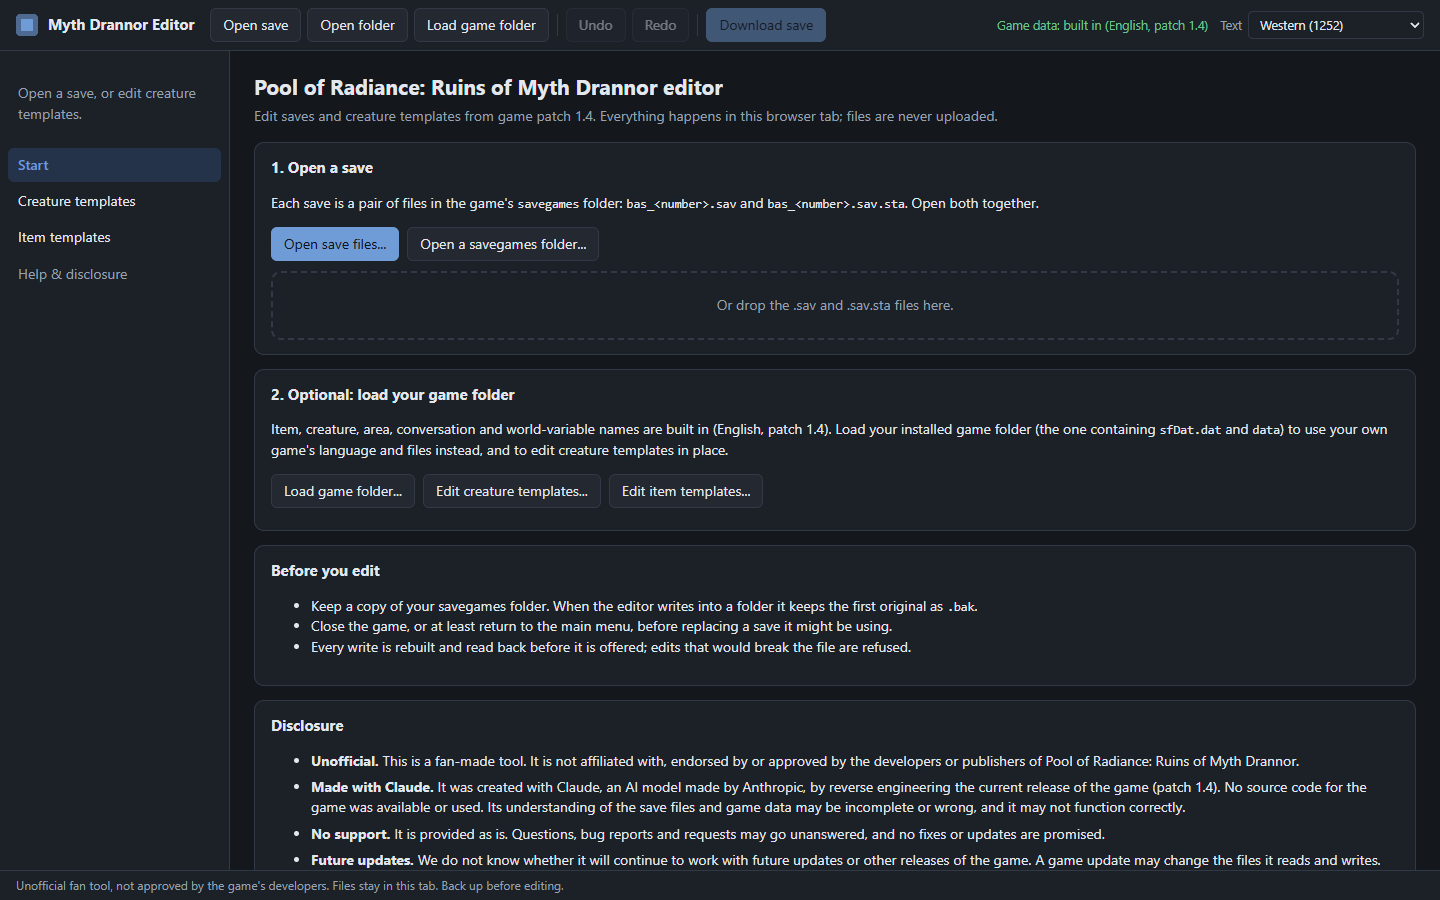 Myth Drannor Editor
Open save
Open folder
Load game folder
Undo
Redo
Download save
Game data: built in (English, patch 1.4)
Text
Western (1252)
Open a save, or edit creature
templates.
Start
Creature templates
Item templates
Help & disclosure
Pool of Radiance: Ruins of Myth Drannor editor
Edit saves and creature templates from game patch 1.4. Everything happens in this browser tab; files are never uploaded.
1. Open a save
Each save is a pair of files in the game's savegames folder: bas_<number>.sav and bas_<number>.sav.sta. Open both together.
Open save files...
Open a savegames folder...
Or drop the .sav and .sav.sta files here.
2. Optional: load your game folder
Item, creature, area, conversation and world-variable names are built in (English, patch 1.4). Load your installed game folder (the one containing sfDat.dat and data) to use your own
game's language and files instead, and to edit creature templates in place.
Load game folder...
Edit creature templates...
Edit item templates...
Before you edit
• Keep a copy of your savegames folder. When the editor writes into a folder it keeps the first original as .bak.
• Close the game, or at least return to the main menu, before replacing a save it might be using.
• Every write is rebuilt and read back before it is offered; edits that would break the file are refused.
Disclosure
• Unofficial. This is a fan-made tool. It is not affiliated with, endorsed by or approved by the developers or publishers of Pool of Radiance: Ruins of Myth Drannor.
• Made with Claude. It was created with Claude, an AI model made by Anthropic, by reverse engineering the current release of the game (patch 1.4). No source code for the
game was available or used. Its understanding of the save files and game data may be incomplete or wrong, and it may not function correctly.
• No support. It is provided as is. Questions, bug reports and requests may go unanswered, and no fixes or updates are promised.
• Future updates. We do not know whether it will continue to work with future updates or other releases of the game. A game update may change the files it reads and writes.
Unofficial fan tool, not approved by the game's developers. Files stay in this tab. Back up before editing.